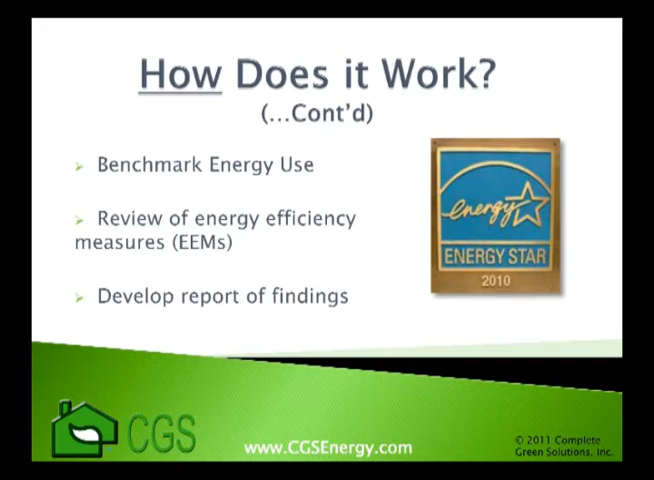 How Does it Work?
(...Cont'd)
➢ Benchmark Energy Use
➢ Review of energy efficiency
measures (EEMs)
➢ Develop report of findings
energy
ENERGY STAR
2010
CGS
www.CGSEnergy.com
© 2011 Complete
Green Solutions, Inc.